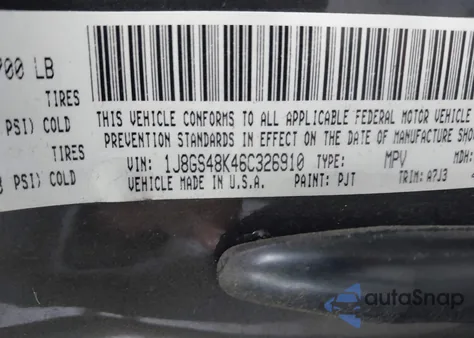 700 LB
TIRES
PSI) COLD
TIRES
PSI) COLD
THIS VEHICLE CONFORMS TO ALL APPLICABLE FEDERAL MOTOR VEHICLE
PREVENTION STANDARDS IN EFFECT ON THE DATE OF MANUFACTURE SHO
VIN: 1J8GS48K46C326910 TYPE: MPV MDH:
VEHICLE MADE IN U.S.A. PAINT: PJT TRIM: A7J3
autoSnap